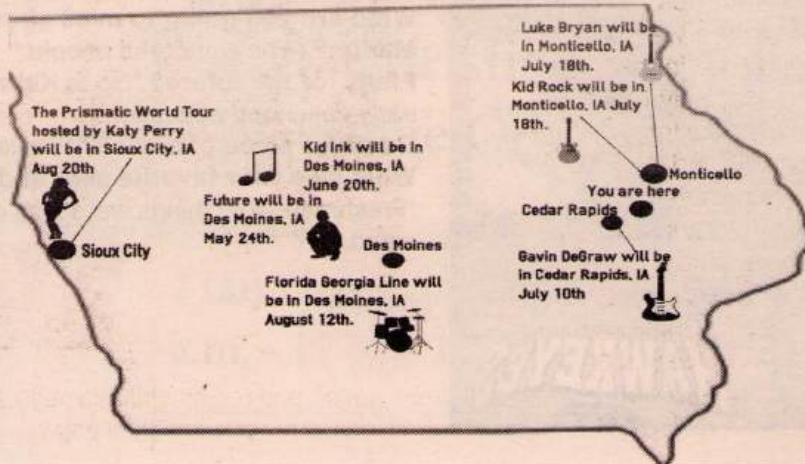 Luke Bryan will be
in Monticello, IA
July 18th.
Kid Rock will be in
Monticello, IA July
18th.
The Prismatic World Tour
hosted by Katy Perry
will be in Sioux City, IA
Aug 20th
Kid Ink will be in
Des Moines, IA
June 20th.
Future will be in
Des Moines, IA
May 24th.
Monticello
You are here
Cedar Rapids
Sioux City
Des Moines
Gavin DeGraw will be
in Cedar Rapids, IA
July 10th
Florida Georgia Line will
be in Des Moines, IA
August 12th.